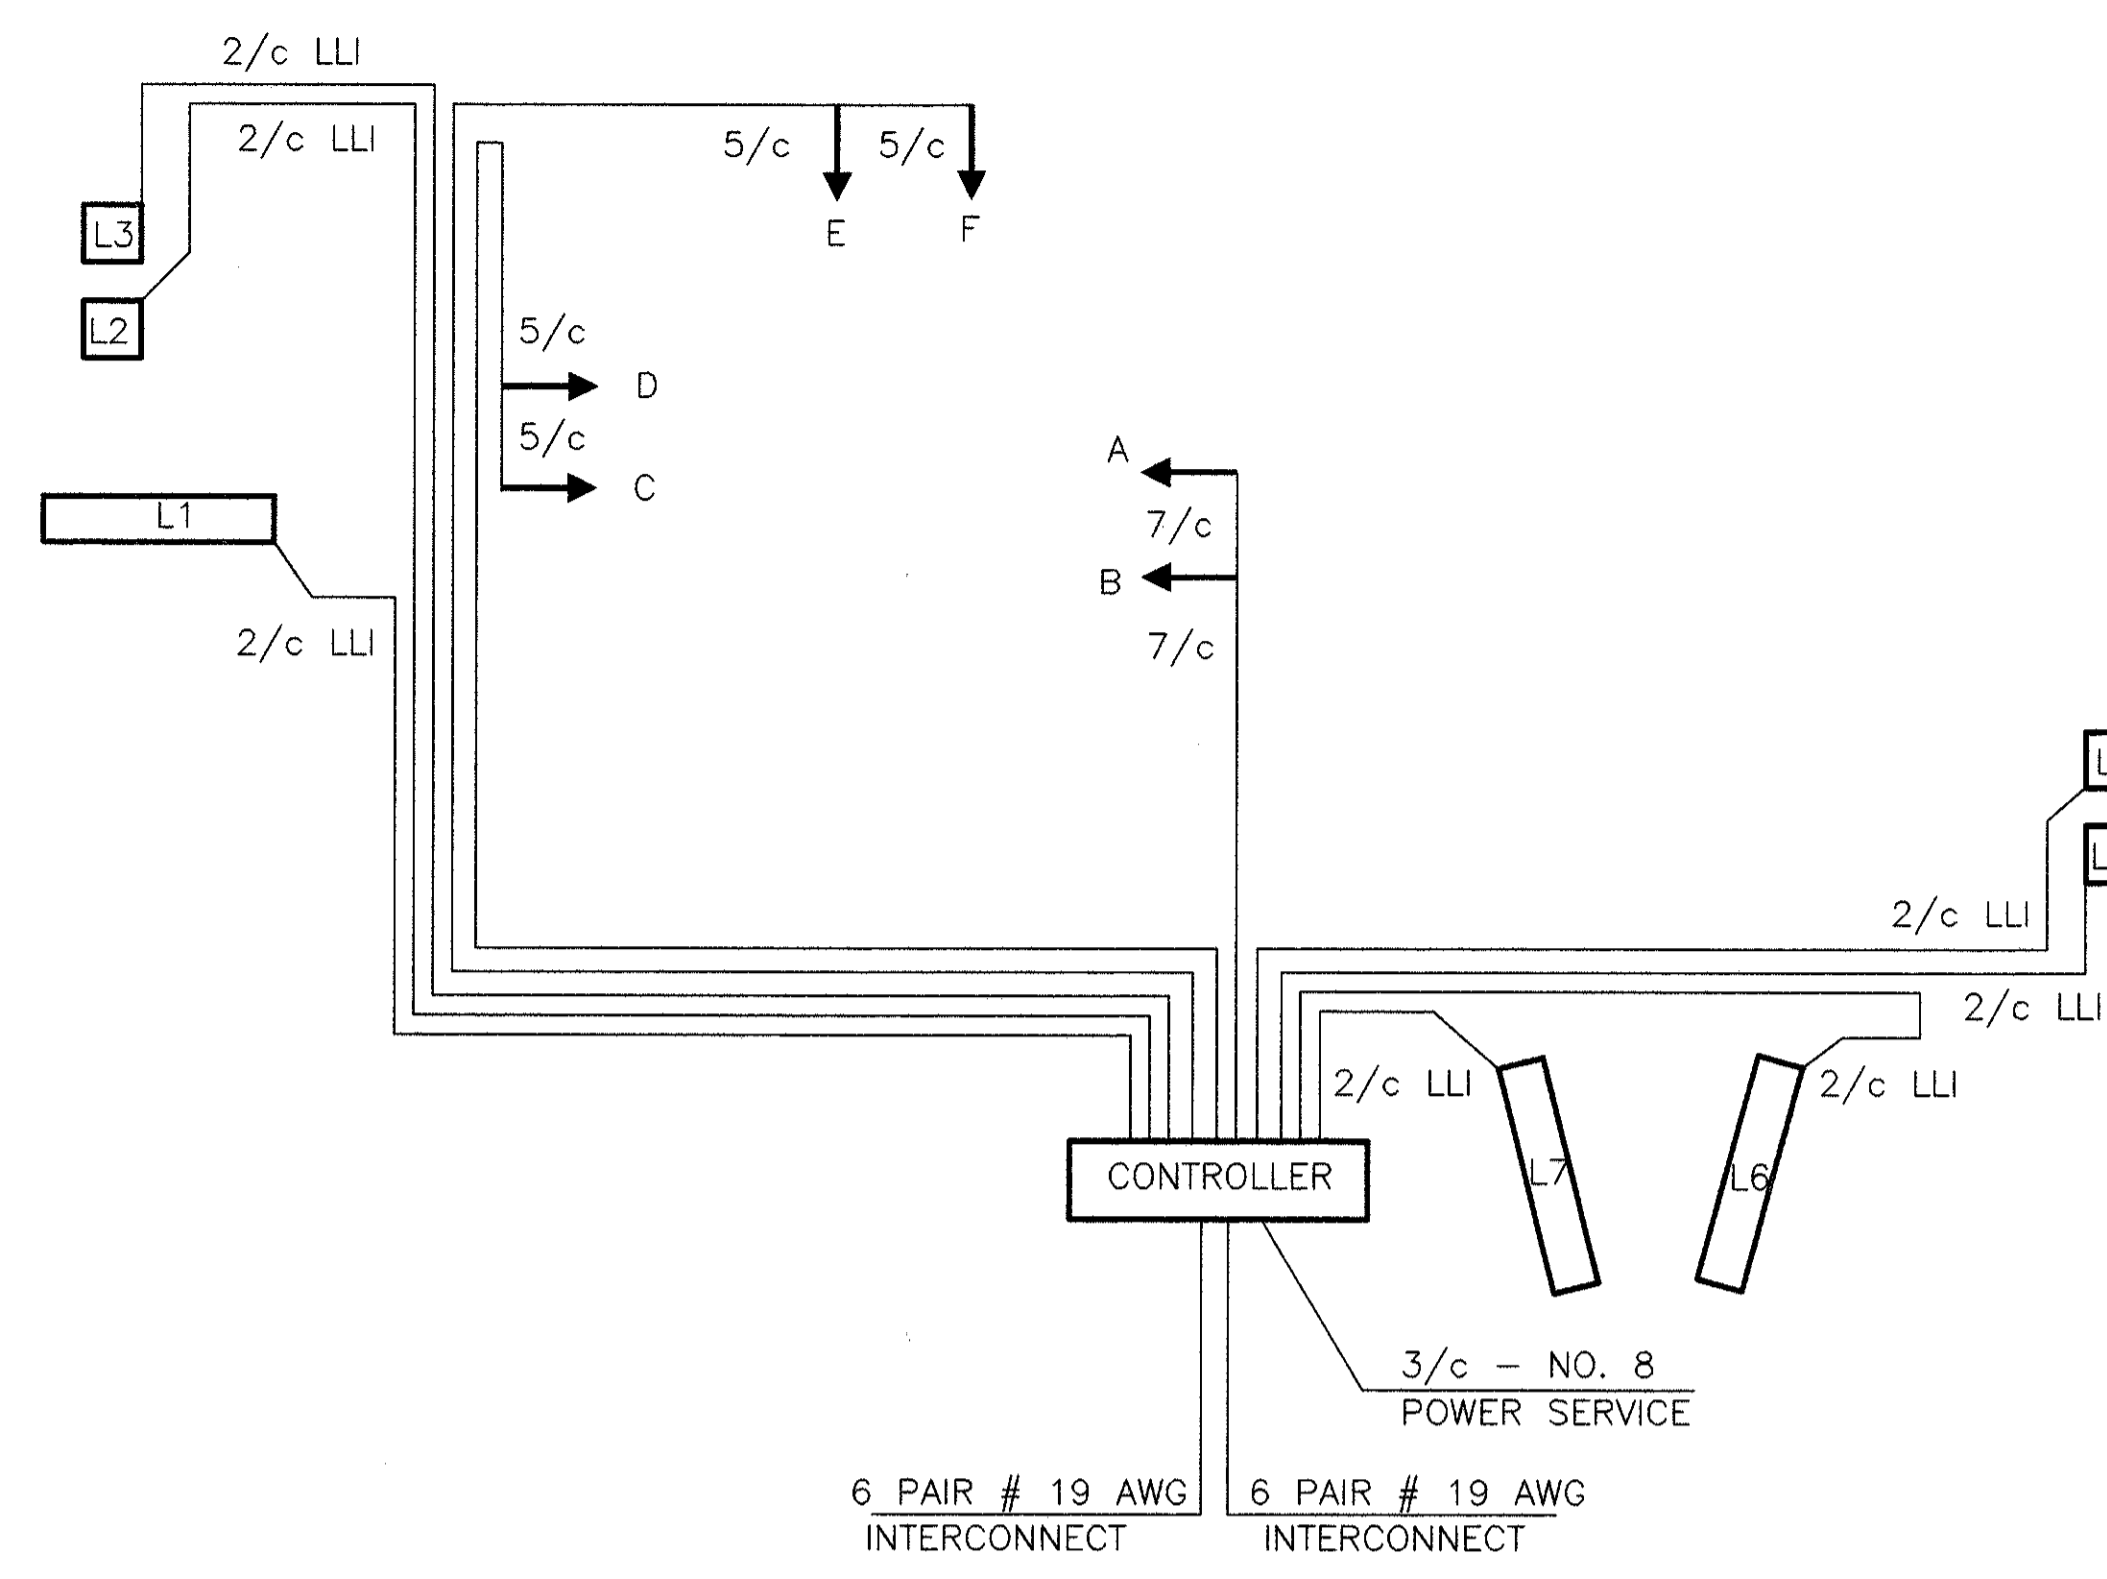 2/c LLI
2/c LLI
5/c
5/c
L3
E
F
L2
5/c
D
5/c
C
A
L1
7/c
B
2/c LLI
7/c
L
L
2/c LLI
2/c LLI
2/c LLI
2/c LLI
CONTROLLER
L7
L6
3/c - NO. 8
POWER SERVICE
6 PAIR # 19 AWG
INTERCONNECT
6 PAIR # 19 AWG
INTERCONNECT